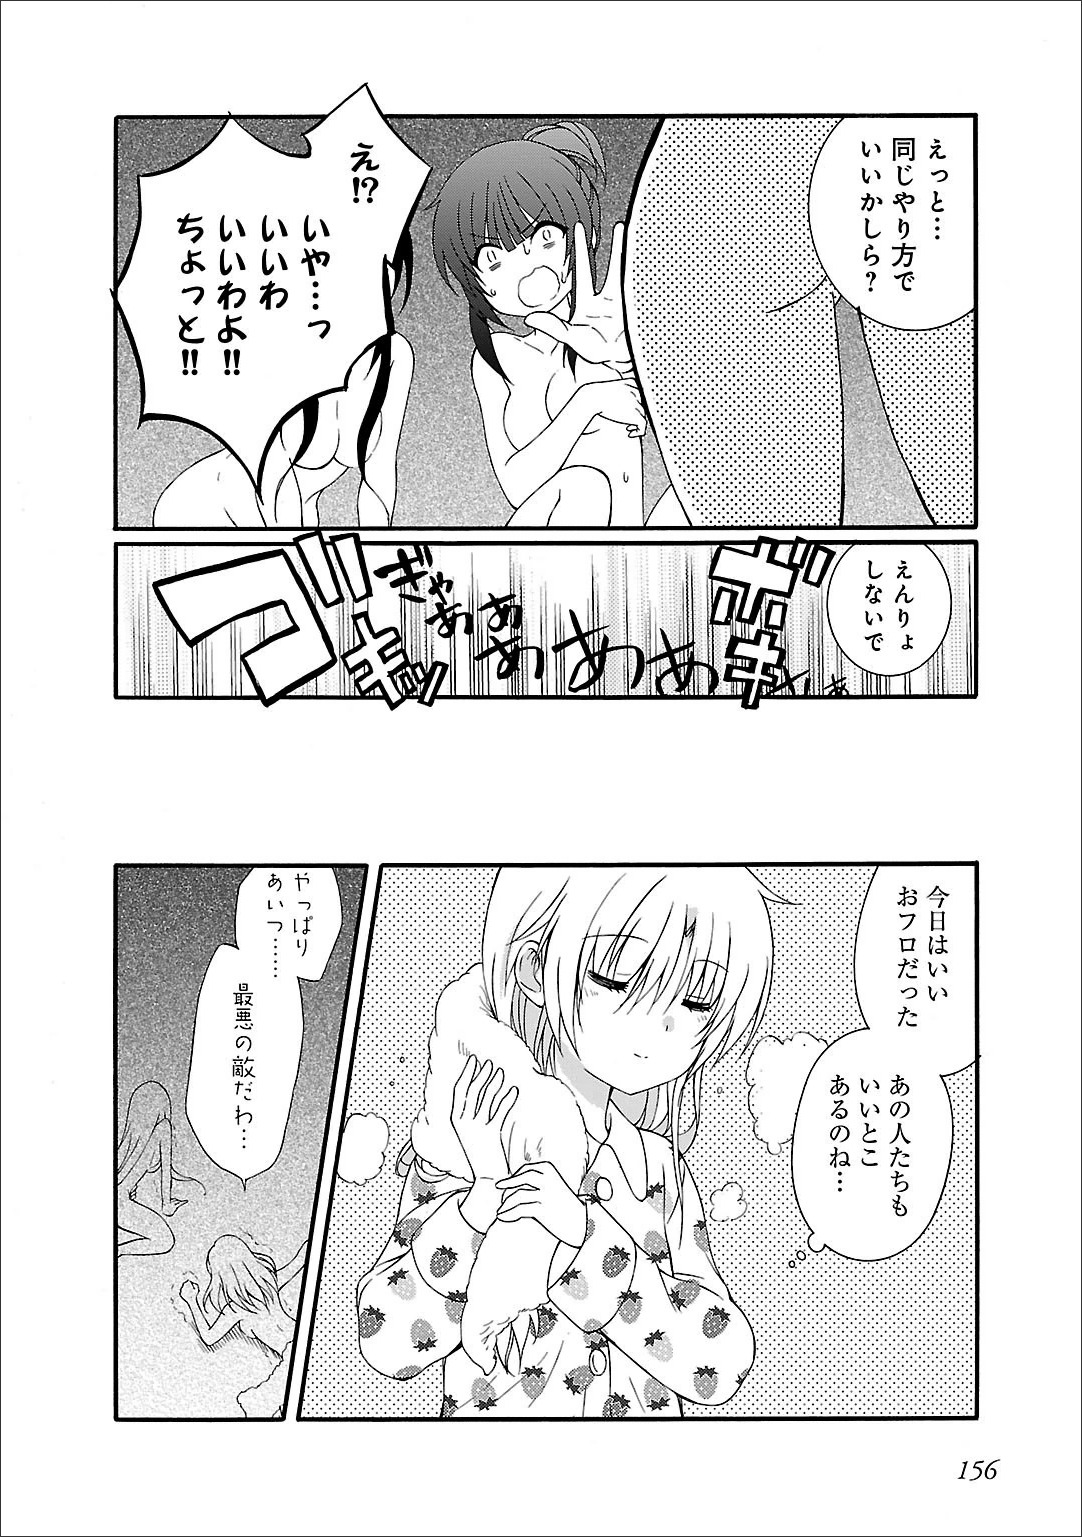 えっと…
同じやり方で
いいかしら？
え!?
いや…っ
いいわ
いいわよ!!
ちょっと!!
えんりょ
しないで
ボキ
ぎゃあああああああ
ゴキッ
今日はいい
おフロだった
あの人たちも
いいとこ
あるのね…
やっぱり
あいつ……
最悪の敵だわ…
156